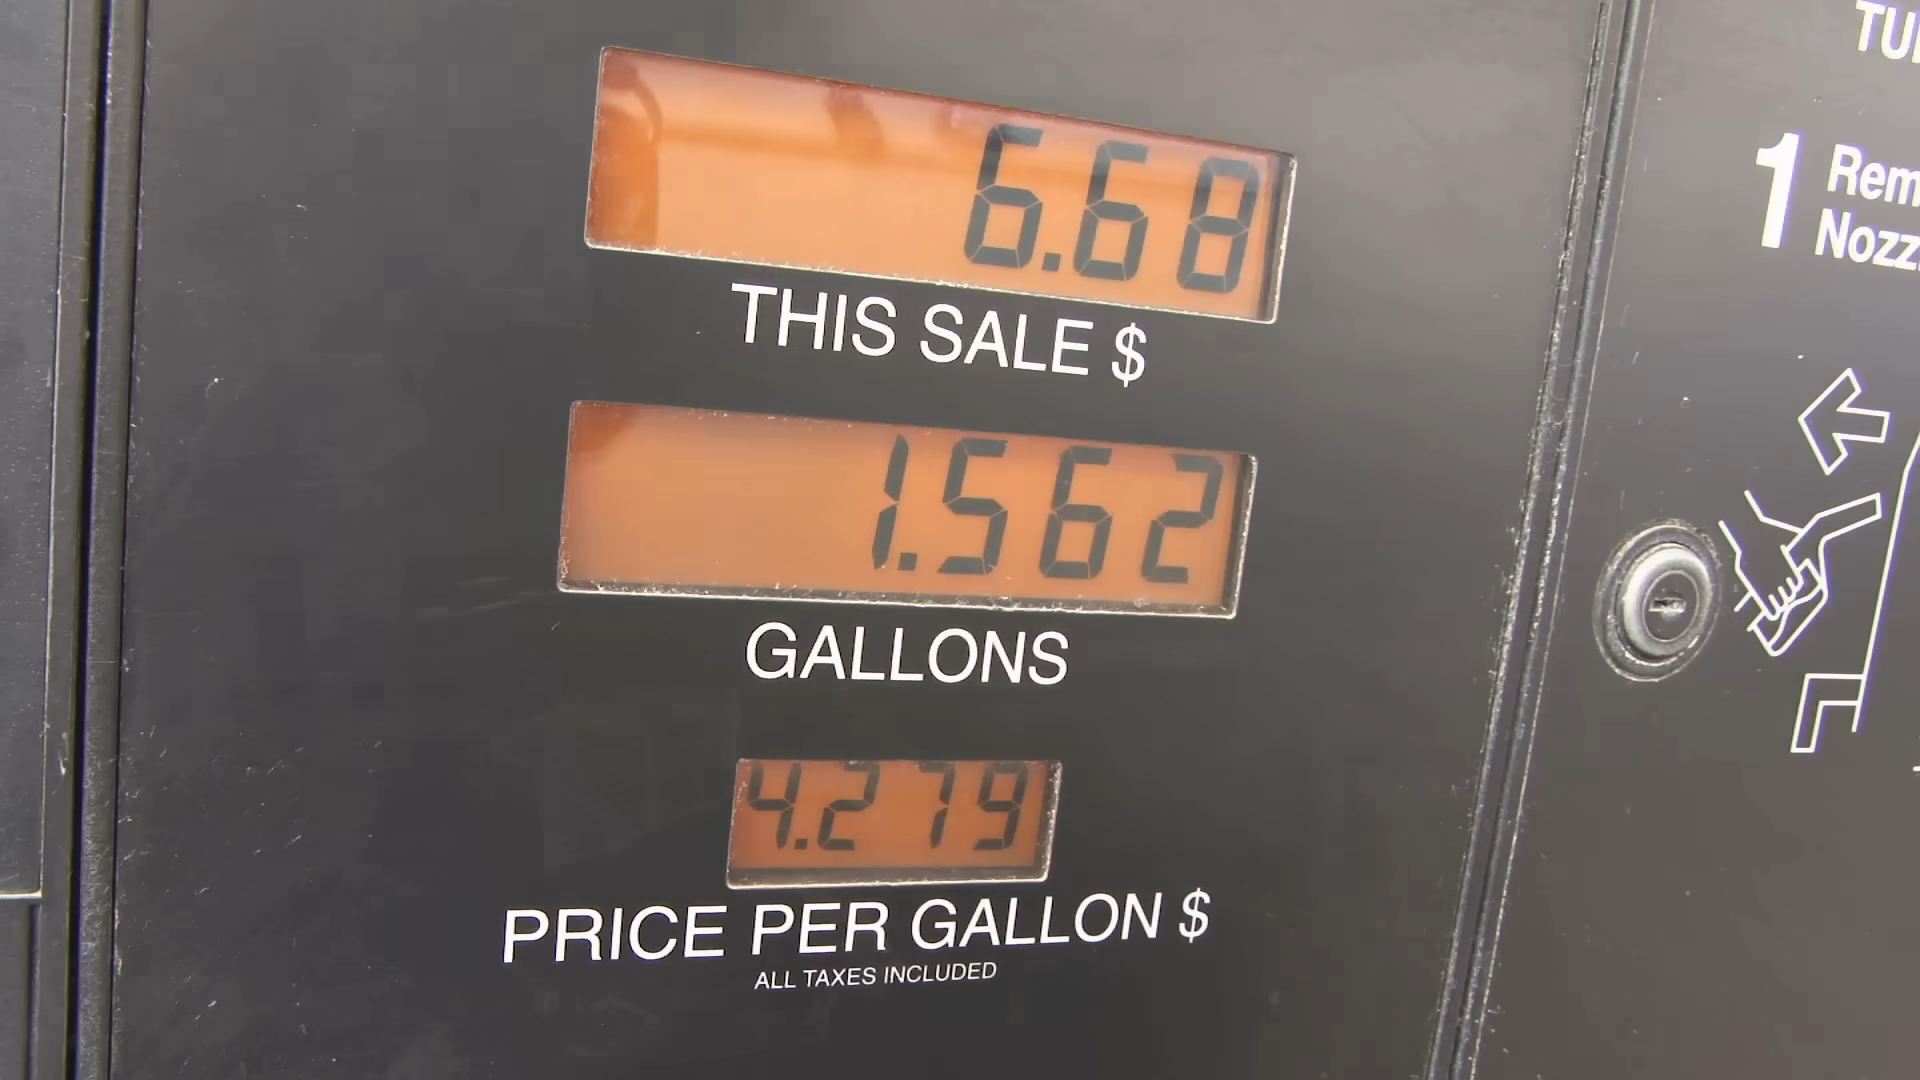 6.68
THIS SALE $
1.562
GALLONS
4.279
PRICE PER GALLON $
ALL TAXES INCLUDED
1